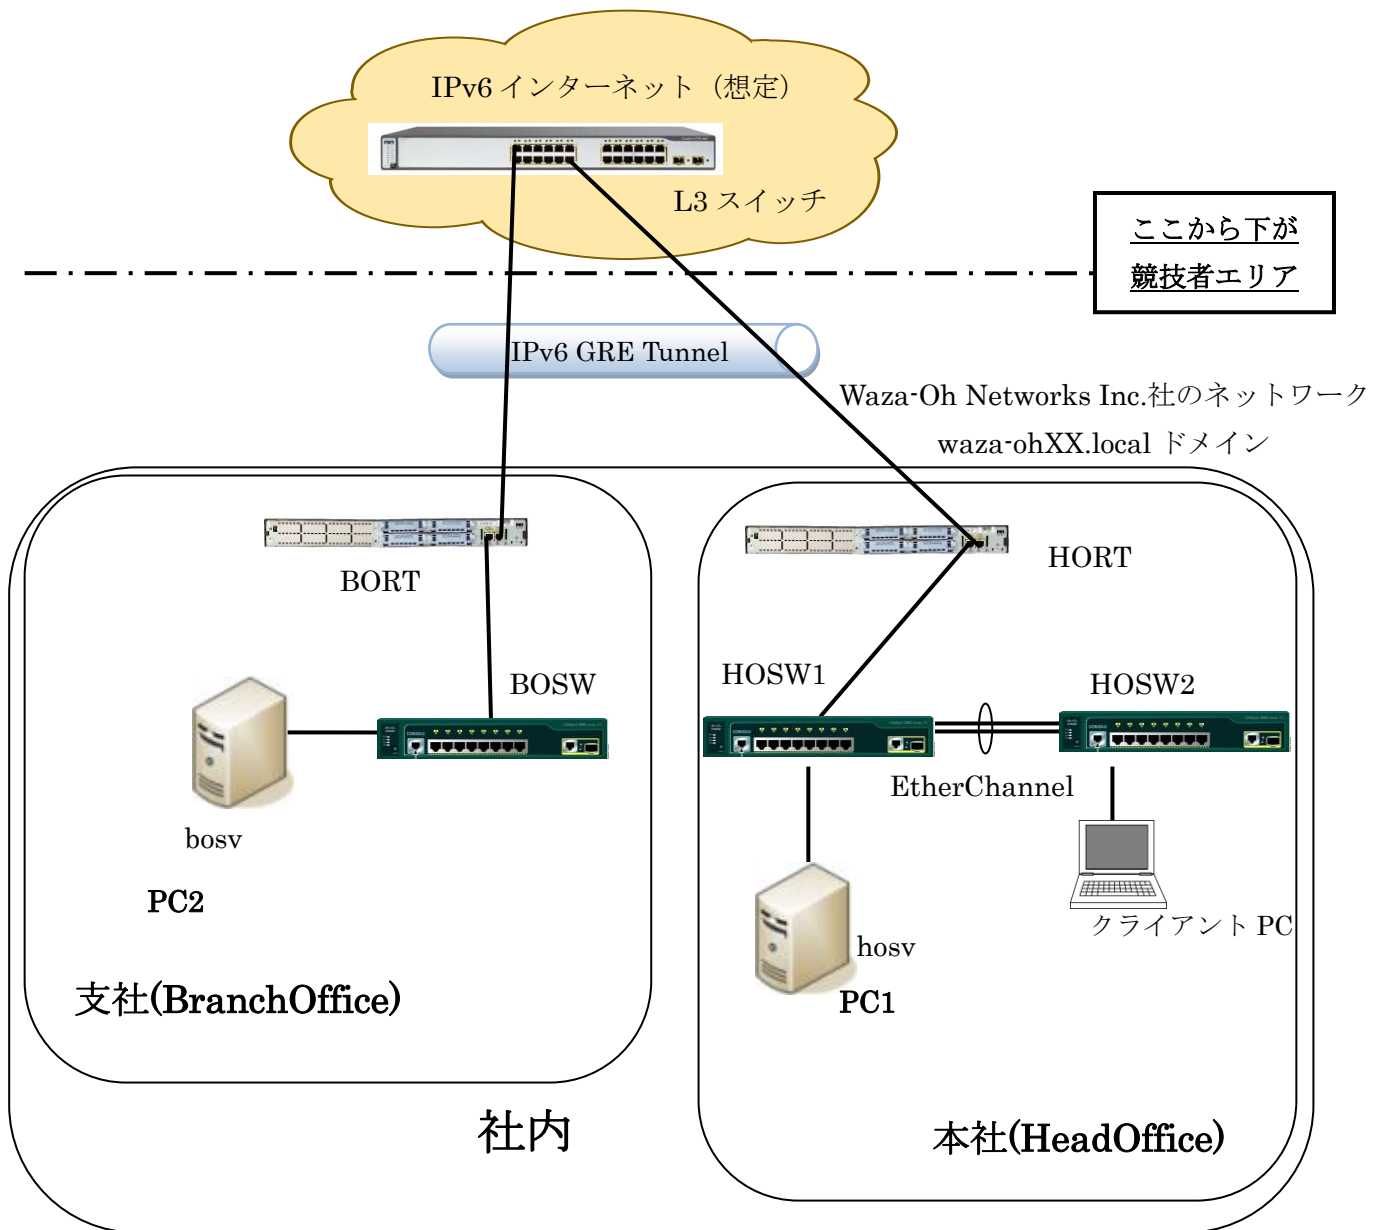 IPv6 インターネット（想定）
L3 スイッチ
ここから下が
競技者エリア
IPv6 GRE Tunnel
Waza-Oh Networks Inc.社のネットワーク
waza-ohXX.local ドメイン
BORT
HORT
BOSW
HOSW1
HOSW2
EtherChannel
bosv
PC2
クライアント PC
hosv
PC1
支社(BranchOffice)
社内
本社(HeadOffice)